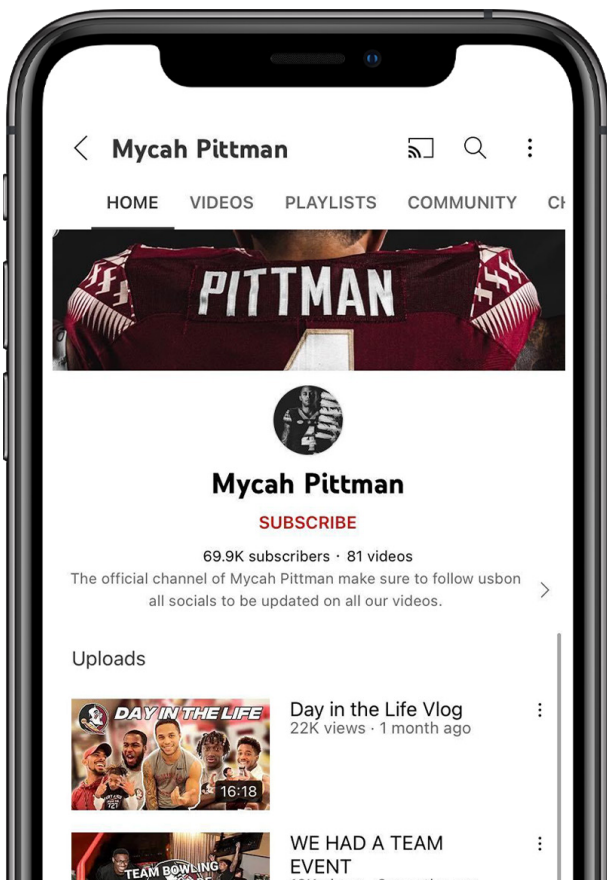 Mycah Pittman
HOME VIDEOS PLAYLISTS COMMUNITY
PITTMAN
Mycah Pittman
SUBSCRIBE
69.9K subscribers · 81 videos
The official channel of Mycah Pittman make sure to follow usbon
all socials to be updated on all our videos.
Uploads
DAY IN THE LIFE
16:18
Day in the Life Vlog
22K views · 1 month ago
TEAM BOWLING
WE HAD A TEAM
EVENT